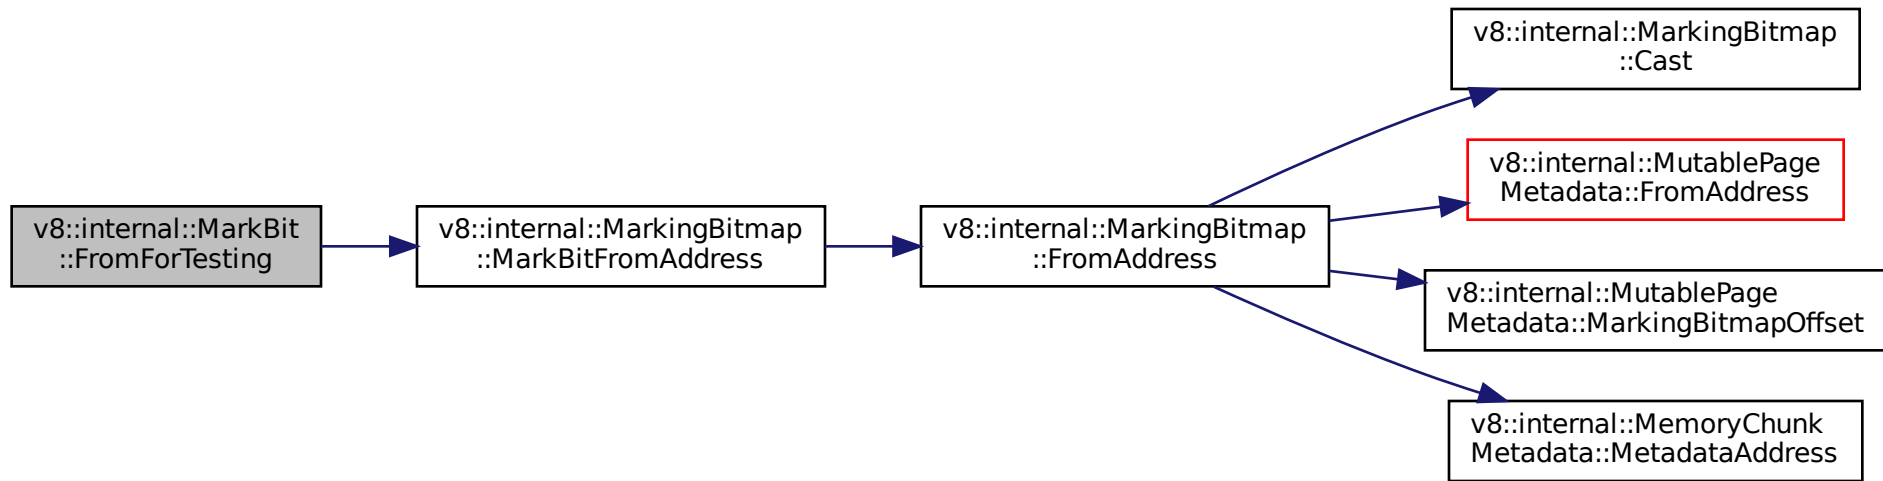 v8::internal::MarkBit
::FromForTesting
v8::internal::MarkingBitmap
::MarkBitFromAddress
v8::internal::MarkingBitmap
::FromAddress
v8::internal::MarkingBitmap
::Cast
v8::internal::MutablePage
Metadata::FromAddress
v8::internal::MutablePage
Metadata::MarkingBitmapOffset
v8::internal::MemoryChunk
Metadata::MetadataAddress